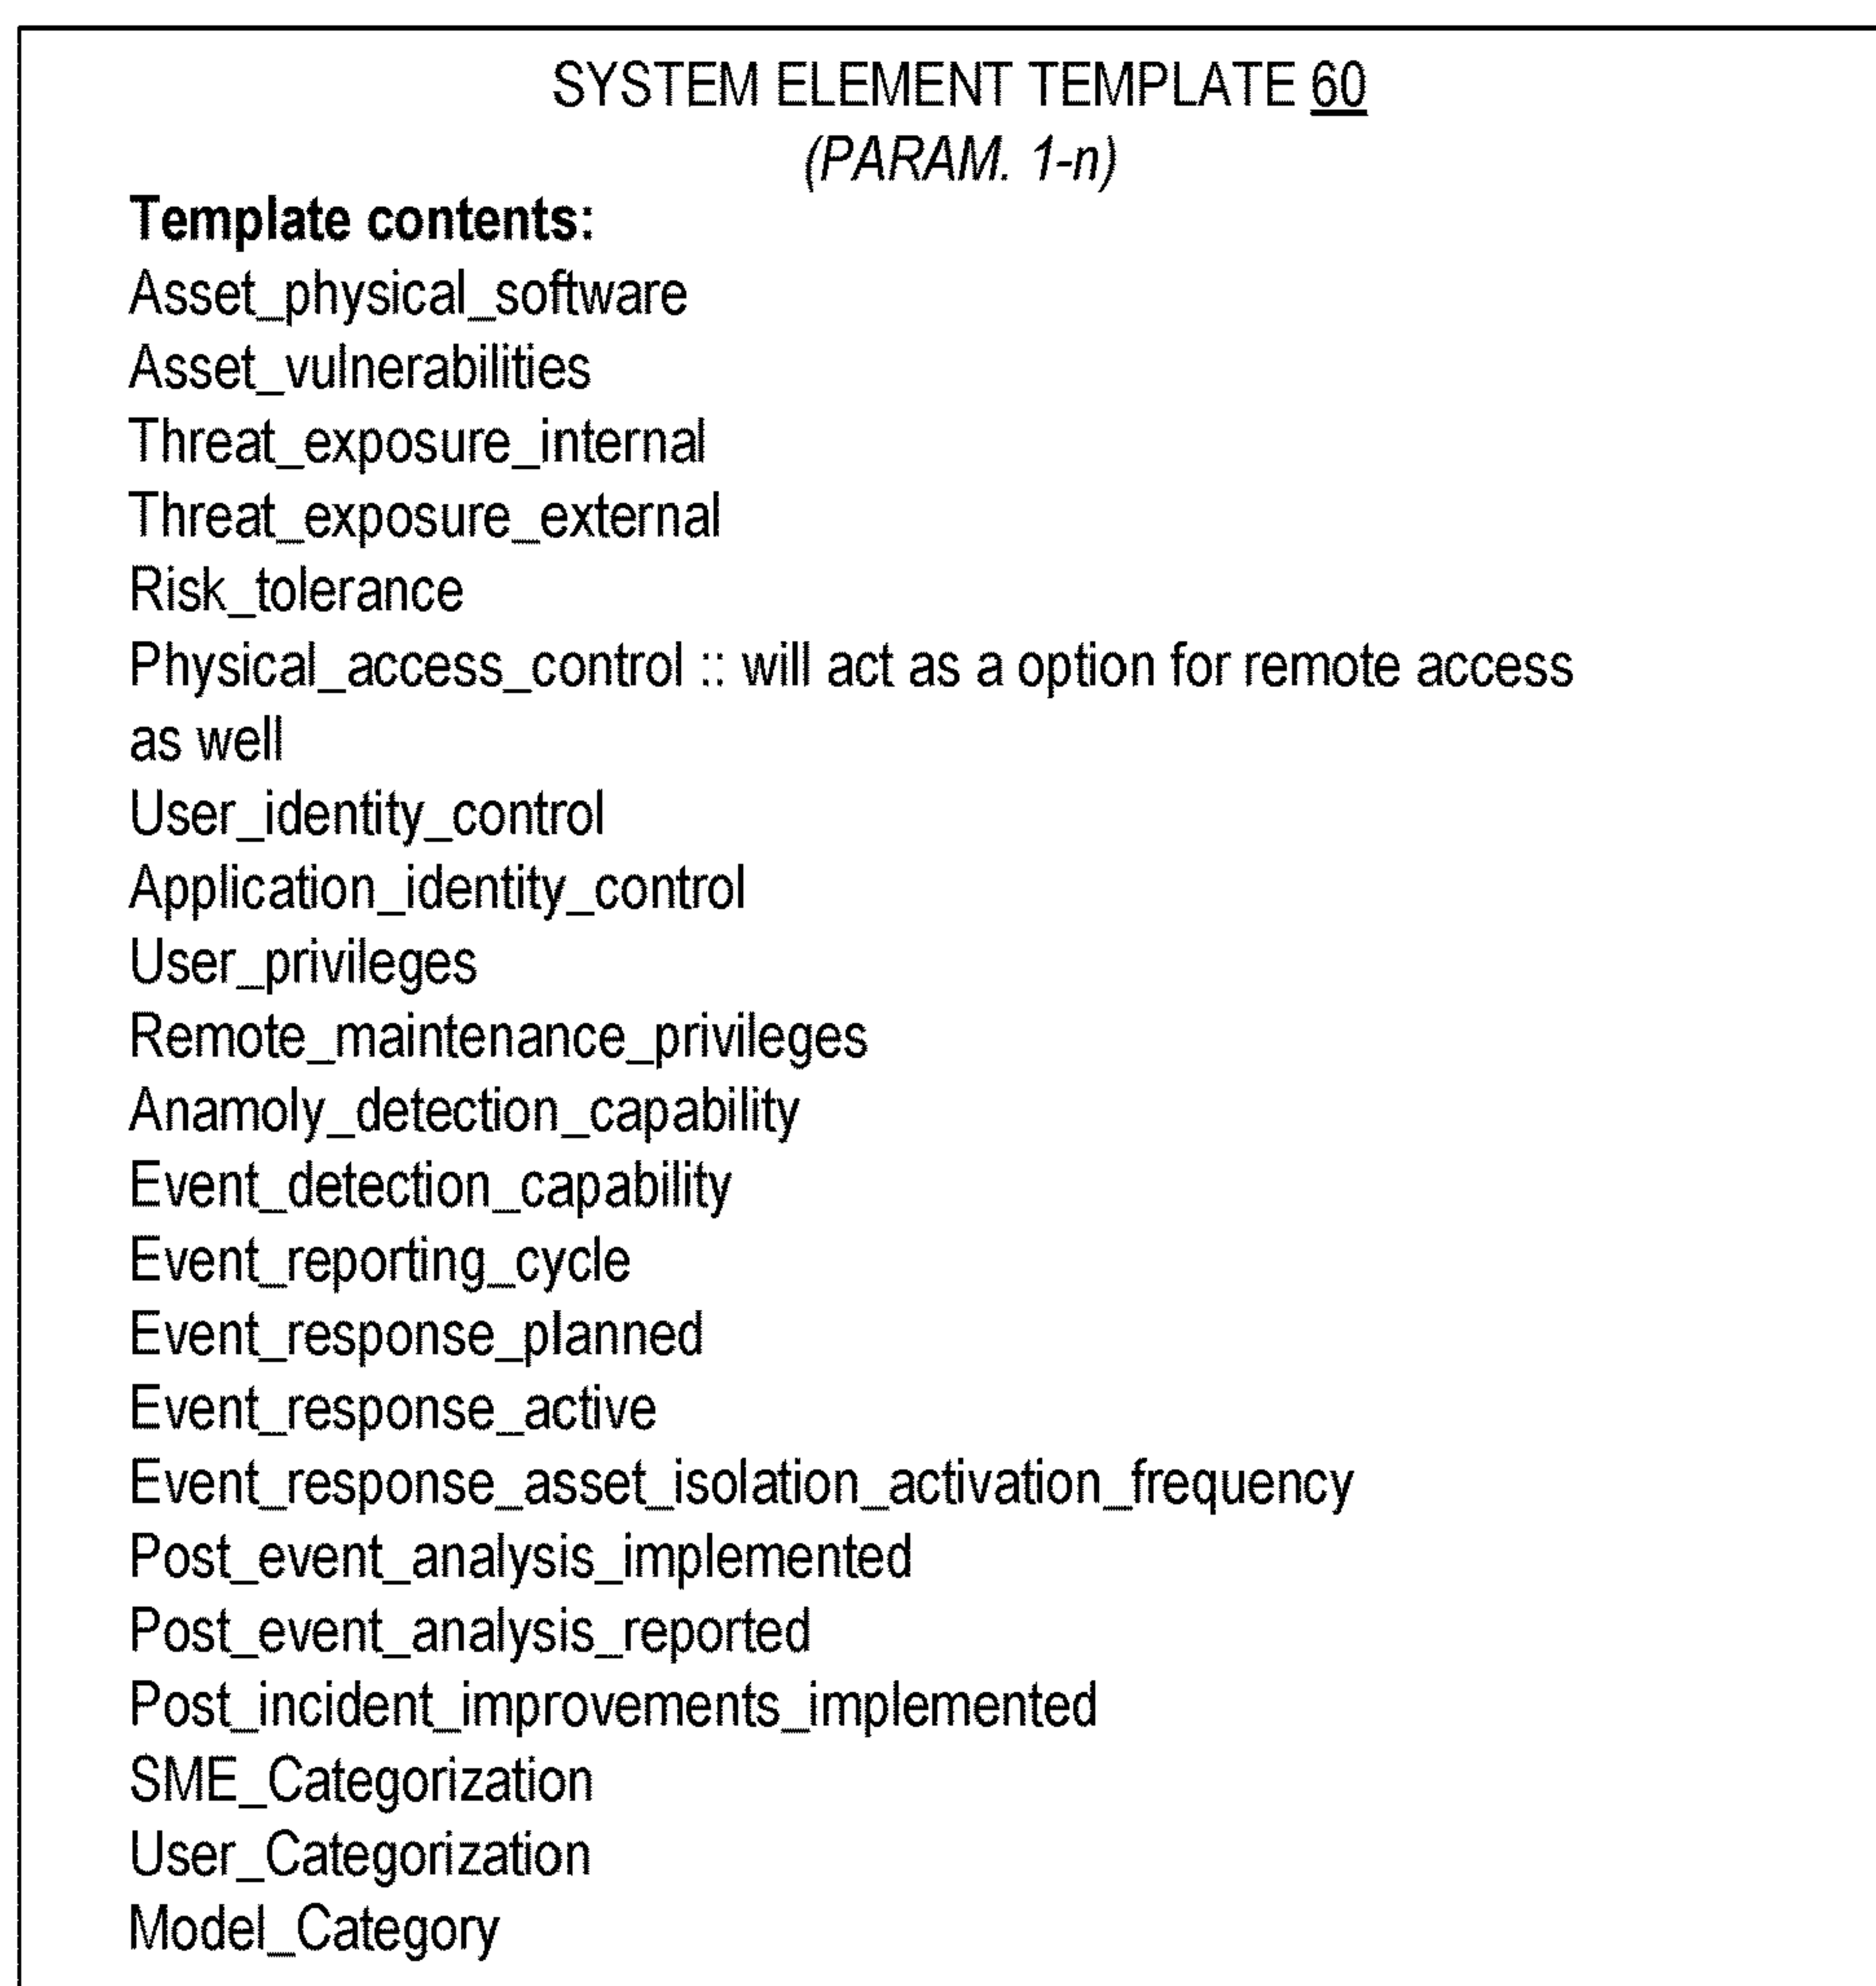 SYSTEM ELEMENT TEMPLATE 60
(PARAM. 1-n)
Template contents:
Asset_physical_software
Asset_vulnerabilities
Threat_exposure_internal
Threat_exposure_external
Risk_tolerance
Physical_access_control :: will act as a option for remote access
as well
User_identity_control
Application_identity_control
User_privileges
Remote_maintenance_privileges
Anamoly_detection_capability
Event_detection_capability
Event_reporting_cycle
Event_response_planned
Event_response_active
Event_response_asset_isolation_activation_frequency
Post_event_analysis_implemented
Post_event_analysis_reported
Post_incident_improvements_implemented
SME_Categorization
User_Categorization
Model_Category